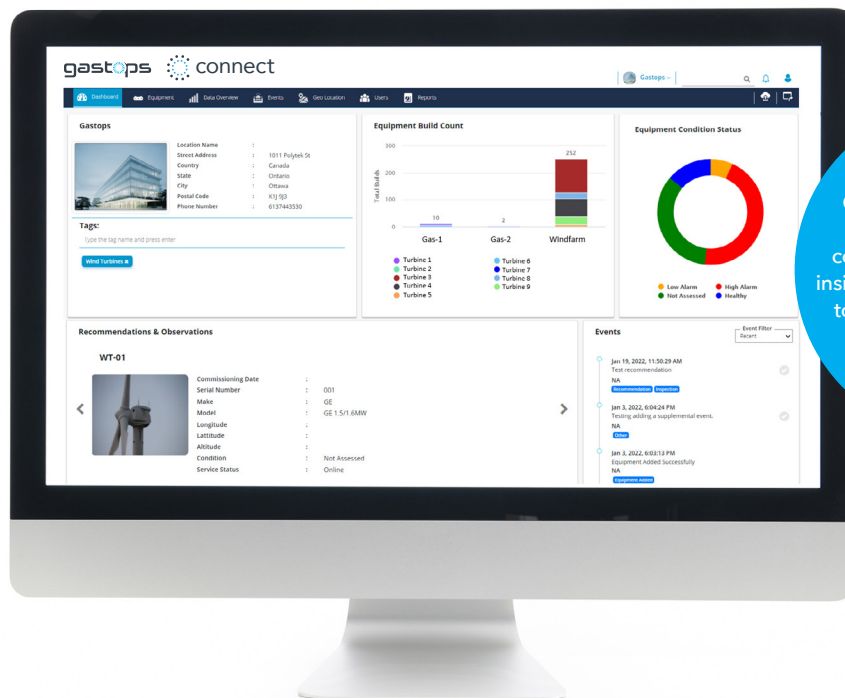 gastops connect
Gastops
Dashboard Equipment Data Overview Events Geo Location Users Reports
Gastops
Location Name :
Street Address : 1011 Polytek St
Country : Canada
State : Ontario
City : Ottawa
Postal Code : K1J 9J3
Phone Number : 6137443530
Tags:
Type the tag name and press enter
Wind Turbines x
Equipment Build Count
Total Builds
300
200
100
0
10
2
252
Gas-1 Gas-2 WIndfarm
Turbine 1 Turbine 6
Turbine 2 Turbine 7
Turbine 3 Turbine 8
Turbine 4 Turbine 9
Turbine 5
Equipment Condition Status
Low Alarm High Alarm
Not Assessed Healthy
Recommendations & Observations
WT-01
Commissioning Date :
Serial Number : 001
Make : GE
Model : GE 1.5/1.6MW
Longitude :
Lattitude :
Altitude :
Condition : Not Assessed
Service Status : Online
Events
Event Filter
Recent
Jan 19, 2022, 11:50:29 AM
Test recommendation
NA
Recommendation Inspection
Jan 3, 2022, 6:04:24 PM
Testing adding a supplemental event.
NA
Other
Jan 3, 2022, 6:03:13 PM
Equipment Added Successfully
NA
Equipment Added